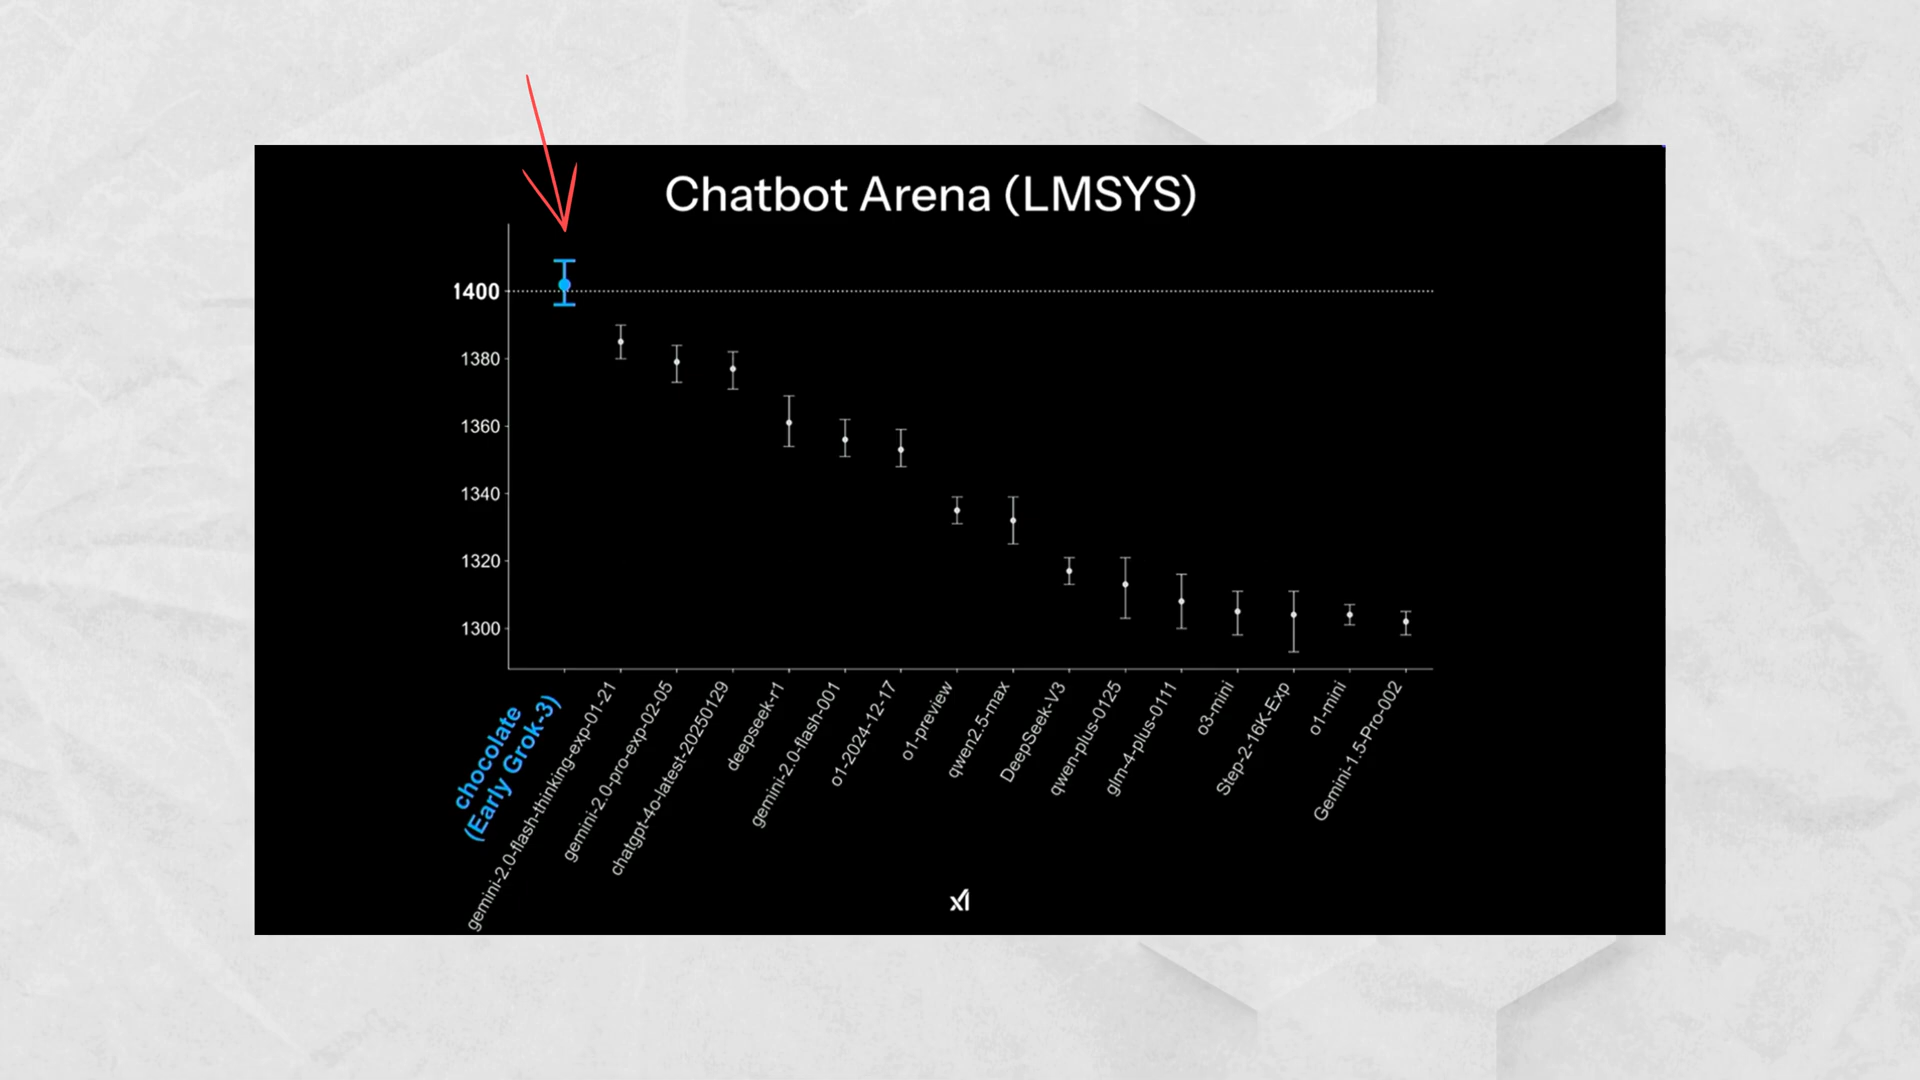 Chatbot Arena (LMSYS)
1400
1380
1360
1340
1320
1300
chocolate
(Early Grok-3)
gemini-2.0-flash-thinking-exp-01-21
gemini-2.0-pro-exp-02-05
chatgpt-4o-latest-20250129
deepseek-r1
gemini-2.0-flash-001
o1-2024-12-17
o1-preview
qwen2.5-max
DeepSeek-V3
qwen-plus-0125
glm-4-plus-0111
o3-mini
Step-2-16K-Exp
o1-mini
Gemini-1.5-Pro-002
xI